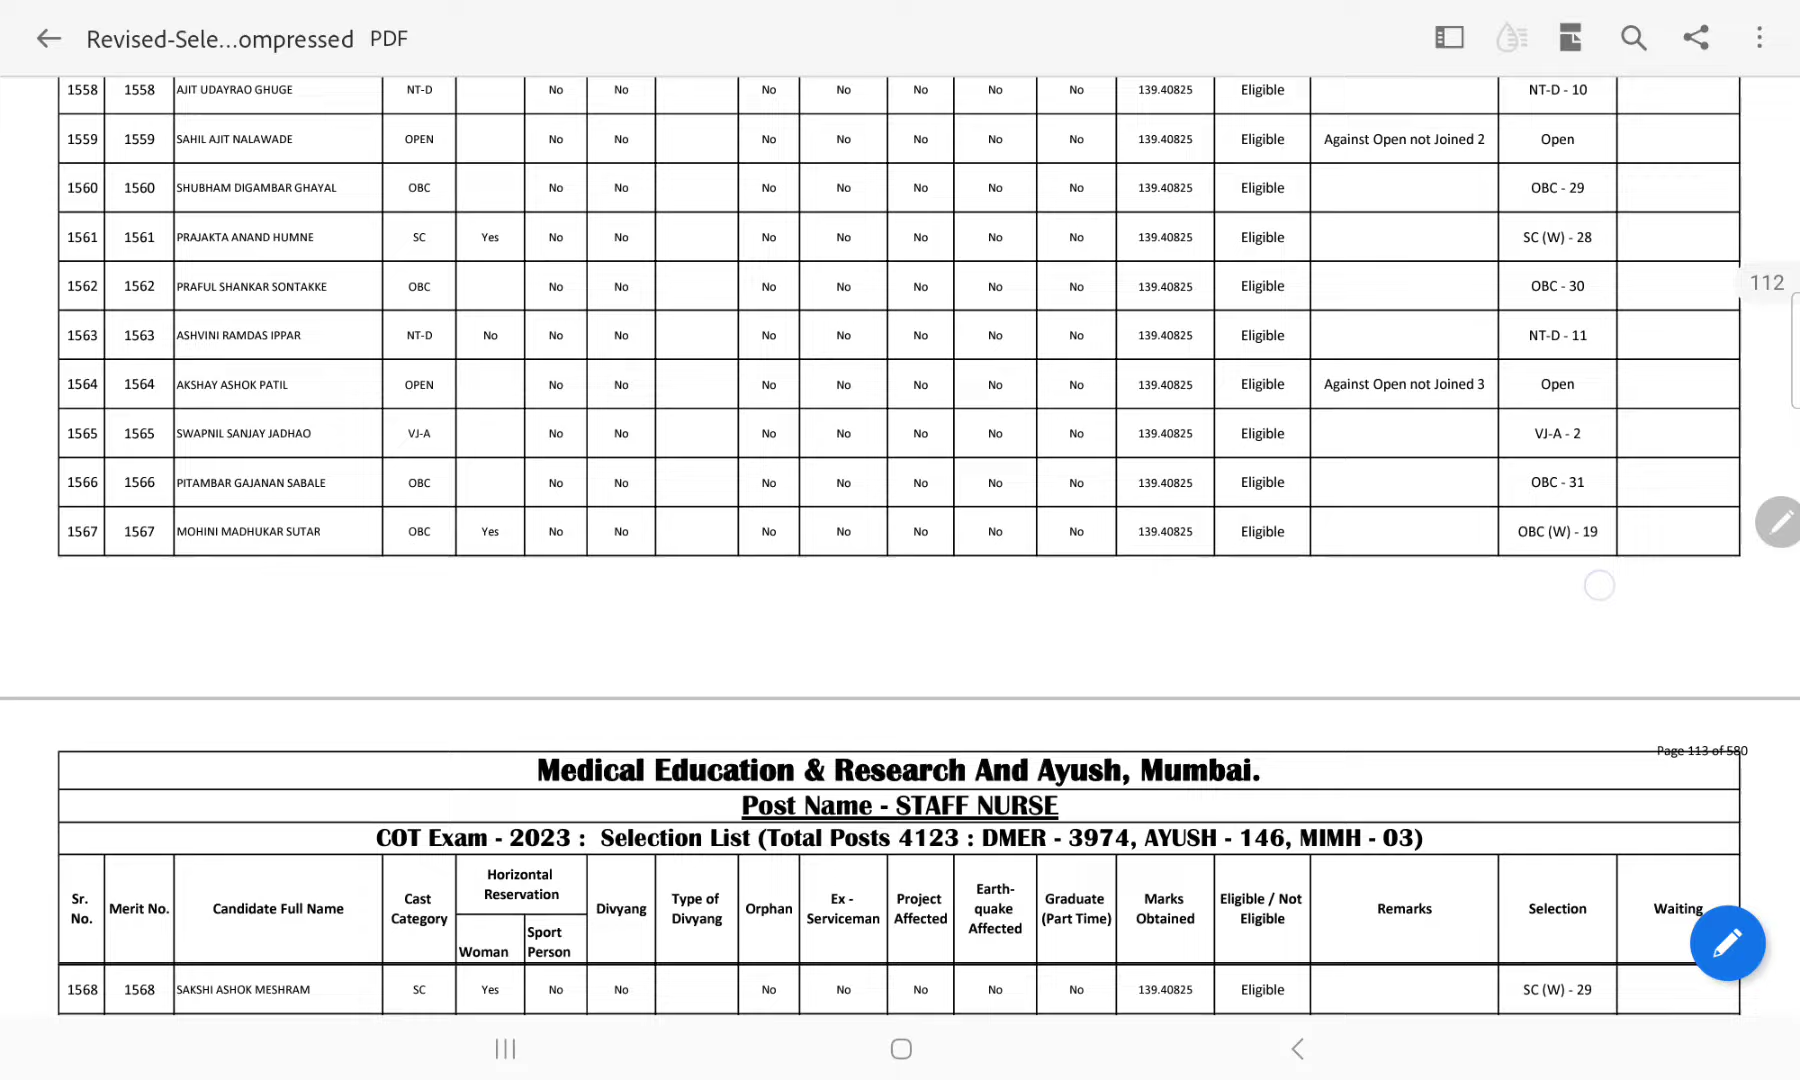 Revised-Sele...ompressed PDF
1558 1558 AJIT UDAYRAO GHUGE NT-D No No No No No No No 139.40825 Eligible NT-D - 10
1559 1559 SAHIL AJIT NALAWADE OPEN No No No No No No No 139.40825 Eligible Against Open not Joined 2 Open
1560 1560 SHUBHAM DIGAMBAR GHAYAL OBC No No No No No No No 139.40825 Eligible OBC - 29
1561 1561 PRAJAKTA ANAND HUMNE SC Yes No No No No No No No 139.40825 Eligible SC (W) - 28
1562 1562 PRAFUL SHANKAR SONTAKKE OBC No No No No No No No 139.40825 Eligible OBC - 30
112
1563 1563 ASHVINI RAMDAS IPPAR NT-D No No No No No No No No 139.40825 Eligible NT-D - 11
1564 1564 AKSHAY ASHOK PATIL OPEN No No No No No No No 139.40825 Eligible Against Open not Joined 3 Open
1565 1565 SWAPNIL SANJAY JADHAO VJ-A No No No No No No No 139.40825 Eligible VJ-A - 2
1566 1566 PITAMBAR GAJANAN SABALE OBC No No No No No No No 139.40825 Eligible OBC - 31
1567 1567 MOHINI MADHUKAR SUTAR OBC Yes No No No No No No No 139.40825 Eligible OBC (W) - 19
Page 113 of 580
Medical Education & Research And Ayush, Mumbai.
Post Name - STAFF NURSE
COT Exam - 2023 : Selection List (Total Posts 4123 : DMER - 3974, AYUSH - 146, MIMH - 03)
Sr. No. Merit No. Candidate Full Name Cast Category Horizontal Reservation Woman Sport Person Divyang Type of Divyang Orphan Ex - Serviceman Project Affected Earth-quake Affected Graduate (Part Time) Marks Obtained Eligible / Not Eligible Remarks Selection Waiting
1568 1568 SAKSHI ASHOK MESHRAM SC Yes No No No No No No No 139.40825 Eligible SC (W) - 29